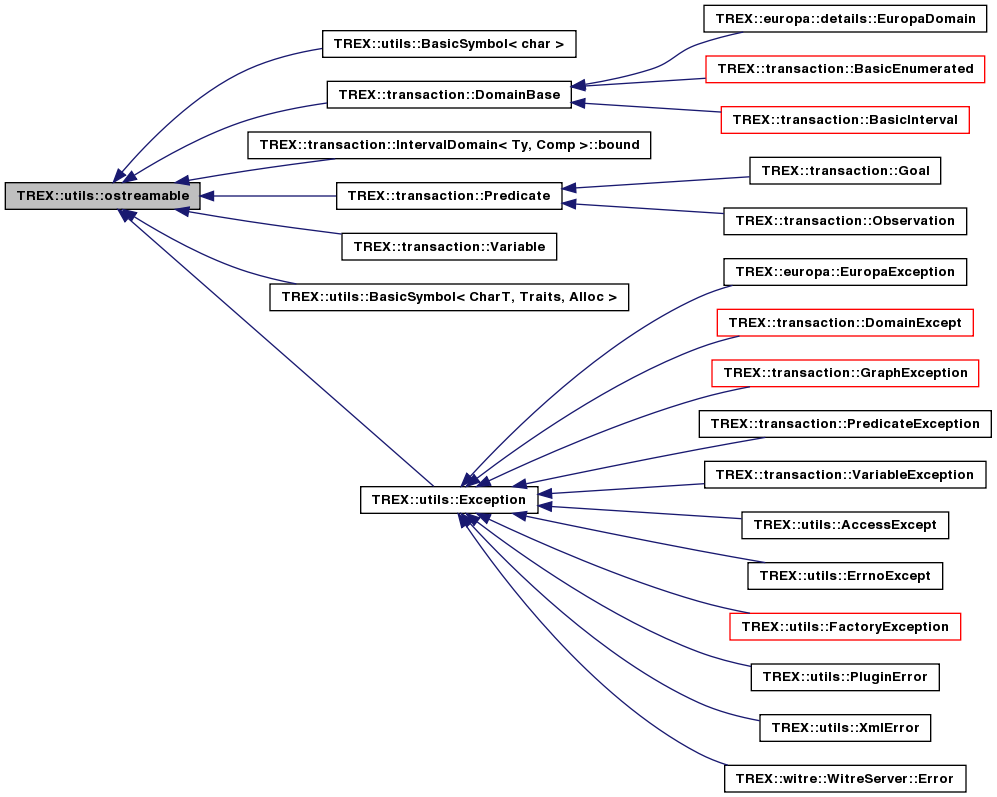 TREX::europa::details::EuropaDomain
TREX::utils::BasicSymbol< char >
TREX::transaction::BasicEnumerated
TREX::transaction::DomainBase
TREX::transaction::BasicInterval
TREX::transaction::IntervalDomain< Ty, Comp >::bound
TREX::transaction::Goal
TREX::utils::ostreamable
TREX::transaction::Predicate
TREX::transaction::Observation
TREX::transaction::Variable
TREX::europa::EuropaException
TREX::utils::BasicSymbol< CharT, Traits, Alloc >
TREX::transaction::DomainExcept
TREX::transaction::GraphException
TREX::transaction::PredicateException
TREX::transaction::VariableException
TREX::utils::Exception
TREX::utils::AccessExcept
TREX::utils::ErrnoExcept
TREX::utils::FactoryException
TREX::utils::PluginError
TREX::utils::XmlError
TREX::witre::WitreServer::Error